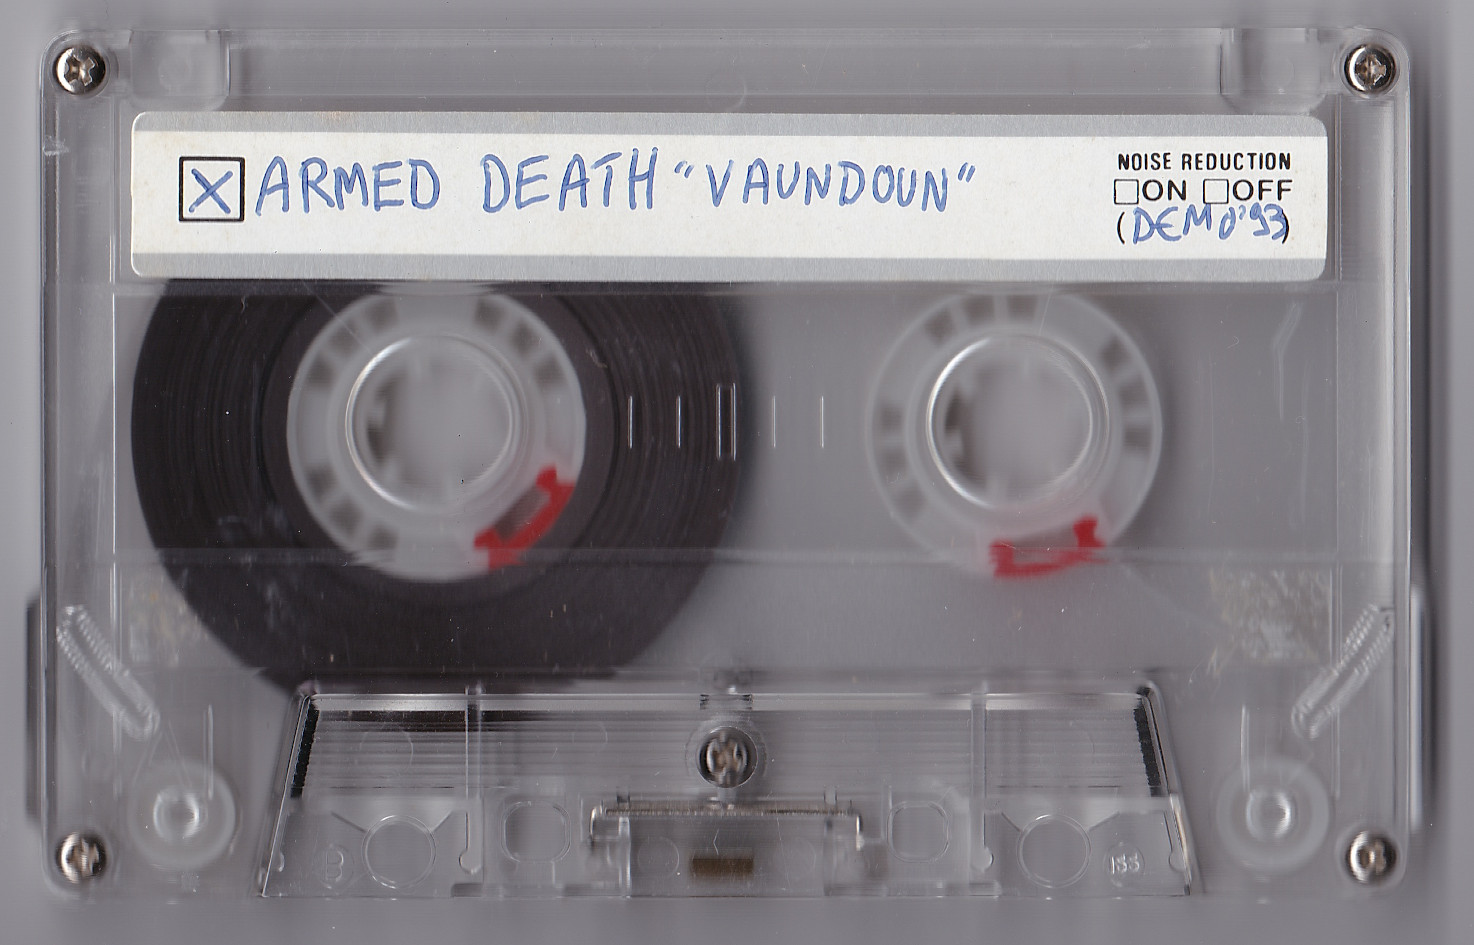 X ARMED DEATH "VAUNDOUN"
NOISE REDUCTION
ON OFF
(DEMO'93)
B